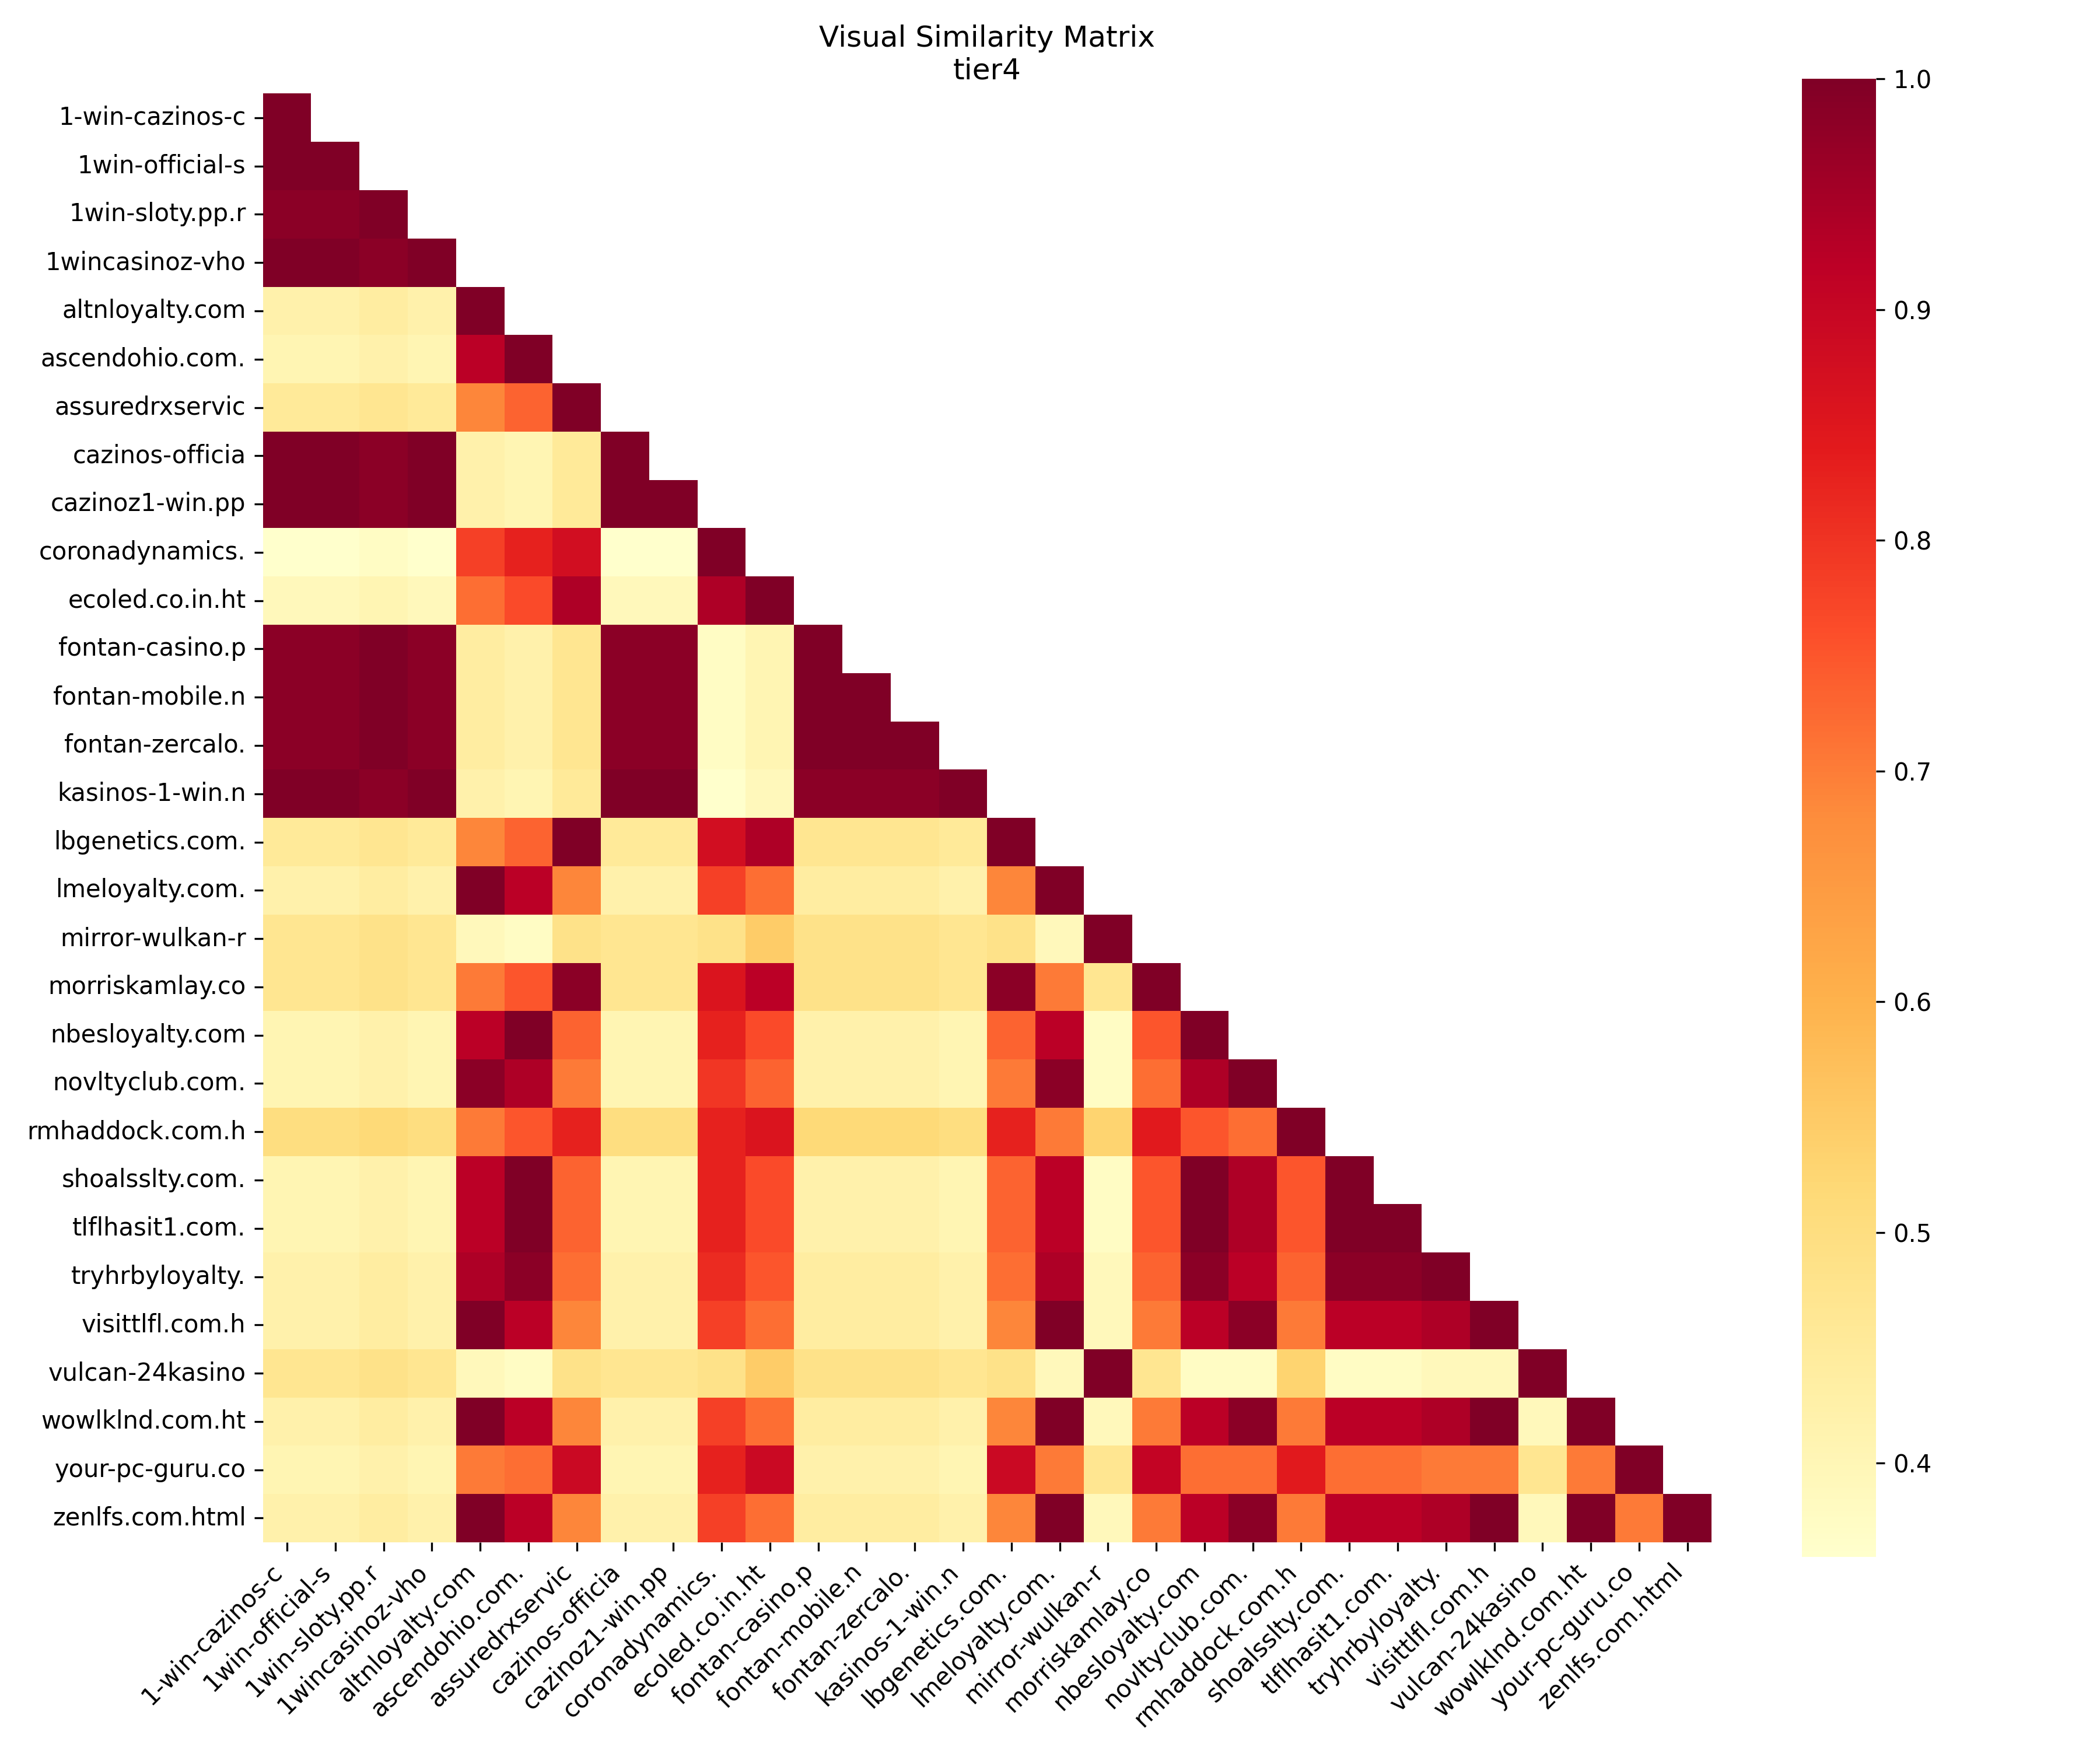 Visual Similarity Matrix
tier4
1-win-cazinos-c
1win-official-s
1win-sloty.pp.r
1wincasinoz-vho
altnloyalty.com
ascendohio.com.
assuredrxservic
cazinos-officia
cazinoz1-win.pp
coronadynamics.
ecoled.co.in.ht
fontan-casino.p
fontan-mobile.n
fontan-zercalo.
kasinos-1-win.n
lbgenetics.com.
lmeloyalty.com.
mirror-wulkan-r
morriskamlay.co
nbesloyalty.com
novltyclub.com.
rmhaddock.com.h
shoalsslty.com.
tlflhasit1.com.
tryhrbyloyalty.
visittlfl.com.h
vulcan-24kasino
wowlklnd.com.ht
your-pc-guru.co
zenlfs.com.html
1-win-cazinos-c
1win-official-s
1win-sloty.pp.r
1wincasinoz-vho
altnloyalty.com
ascendohio.com.
assuredrxservic
cazinos-officia
cazinoz1-win.pp
coronadynamics.
ecoled.co.in.ht
fontan-casino.p
fontan-mobile.n
fontan-zercalo.
kasinos-1-win.n
lbgenetics.com.
lmeloyalty.com.
mirror-wulkan-r
morriskamlay.co
nbesloyalty.com
novltyclub.com.
rmhaddock.com.h
shoalsslty.com.
tlflhasit1.com.
tryhrbyloyalty.
visittlfl.com.h
vulcan-24kasino
wowlklnd.com.ht
your-pc-guru.co
zenlfs.com.html
1.0
0.9
0.8
0.7
0.6
0.5
0.4